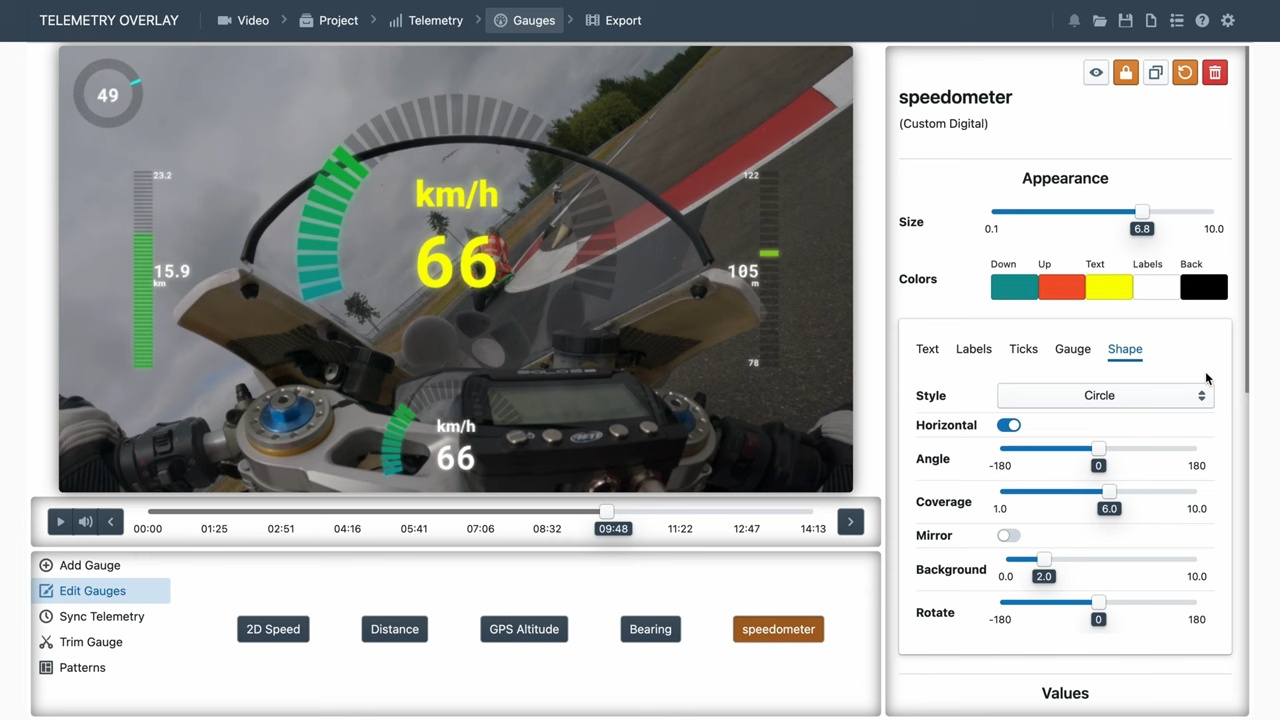 TELEMETRY OVERLAY
Video
Project
Telemetry
Gauges
Export
49
23.2
15.9
km
km/h
66
122
105
m
78
km/h
66
00:00
01:25
02:51
04:16
05:41
07:06
08:32
09:48
11:22
12:47
14:13
Add Gauge
Edit Gauges
Sync Telemetry
Trim Gauge
Patterns
2D Speed
Distance
GPS Altitude
Bearing
speedometer
speedometer
(Custom Digital)
Appearance
Size
0.1
6.8
10.0
Colors
Down
Up
Text
Labels
Back
Text
Labels
Ticks
Gauge
Shape
Style
Circle
Horizontal
Angle
-180
0
180
Coverage
1.0
6.0
10.0
Mirror
Background
0.0
2.0
10.0
Rotate
-180
0
180
Values